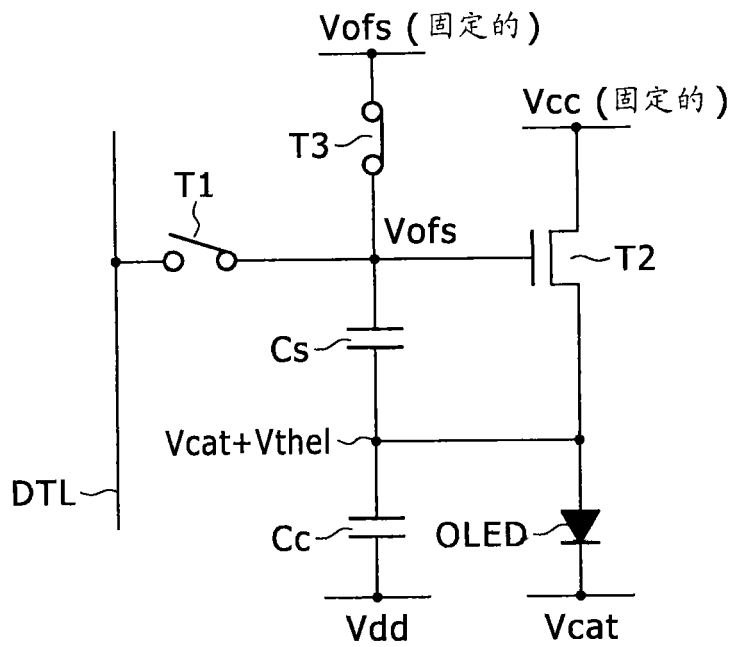 Vofs (固定的)
Vcc (固定的)
T3
T1
Vofs
T2
Cs
Vcat+Vthel
DTL
Cc
OLED
Vdd
Vcat